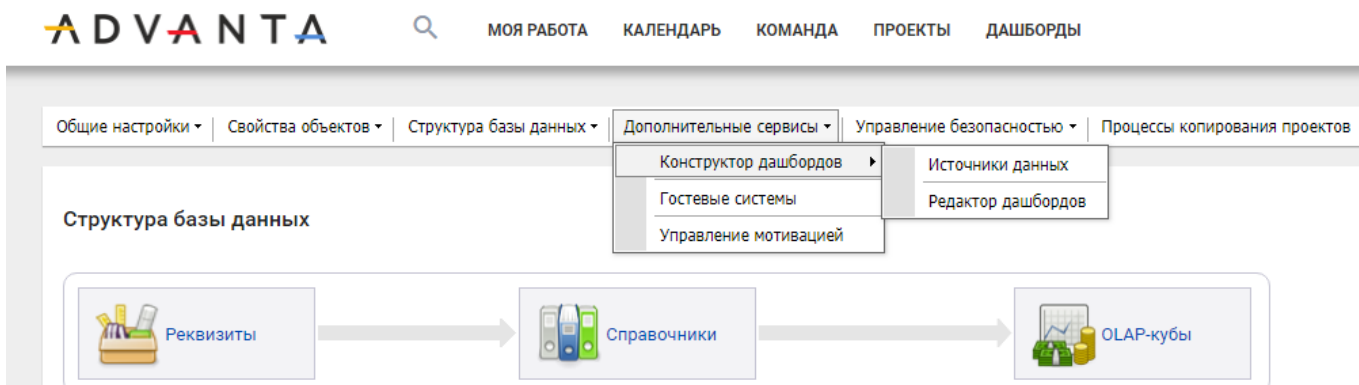 ADVANTA МОЯ РАБОТА КАЛЕНДАРЬ КОМАНДА ПРОЕКТЫ ДАШБОРДЫ
Общие настройки Свойства объектов Структура базы данных Дополнительные сервисы Управление безопасностью Процессы копирования проектов
Конструктор дашбордов Источники данных
Гостевые системы Редактор дашбордов
Управление мотивацией
Структура базы данных
Реквизиты Справочники OLAP-кубы